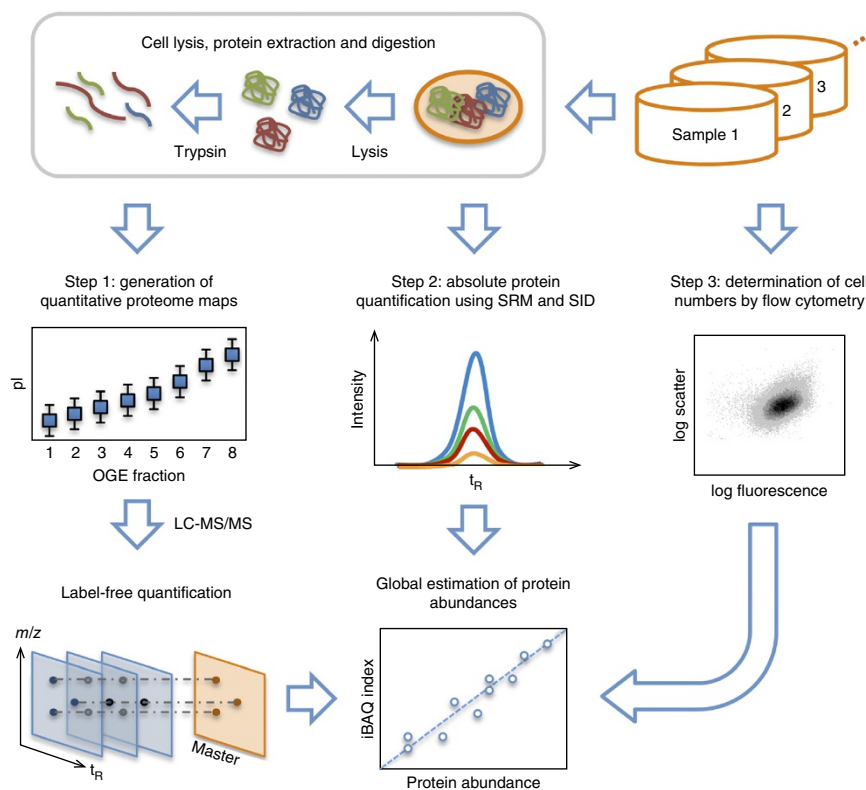 Cell lysis, protein extraction and digestion
Trypsin
Lysis
Sample 1
2
3
Step 1: generation of
quantitative proteome maps
pI
1 2 3 4 5 6 7 8
OGE fraction
LC-MS/MS
Step 2: absolute protein
quantification using SRM and SID
Intensity
tR
Step 3: determination of cell
numbers by flow cytometry
log scatter
log fluorescence
Label-free quantification
m/z
tR
Master
Global estimation of protein
abundances
iBAQ index
Protein abundance